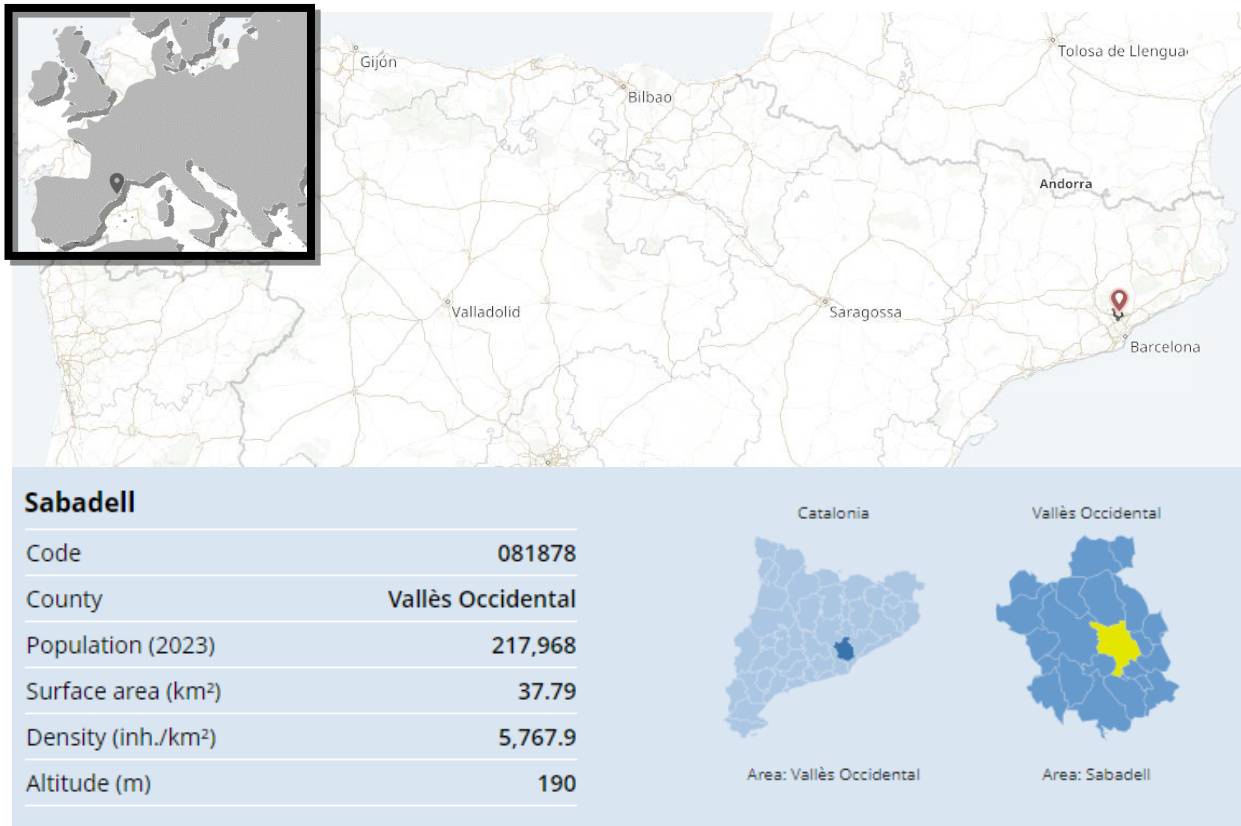 Gijón
Tolosa de Llengua
Bilbao
Andorra
Valladolid
Saragossa
Barcelona
Sabadell
Code 081878
County Vallès Occidental
Population (2023) 217,968
Surface area (km²) 37.79
Density (inh./km²) 5,767.9
Altitude (m) 190
Catalonia
Vallès Occidental
Area: Vallès Occidental
Area: Sabadell